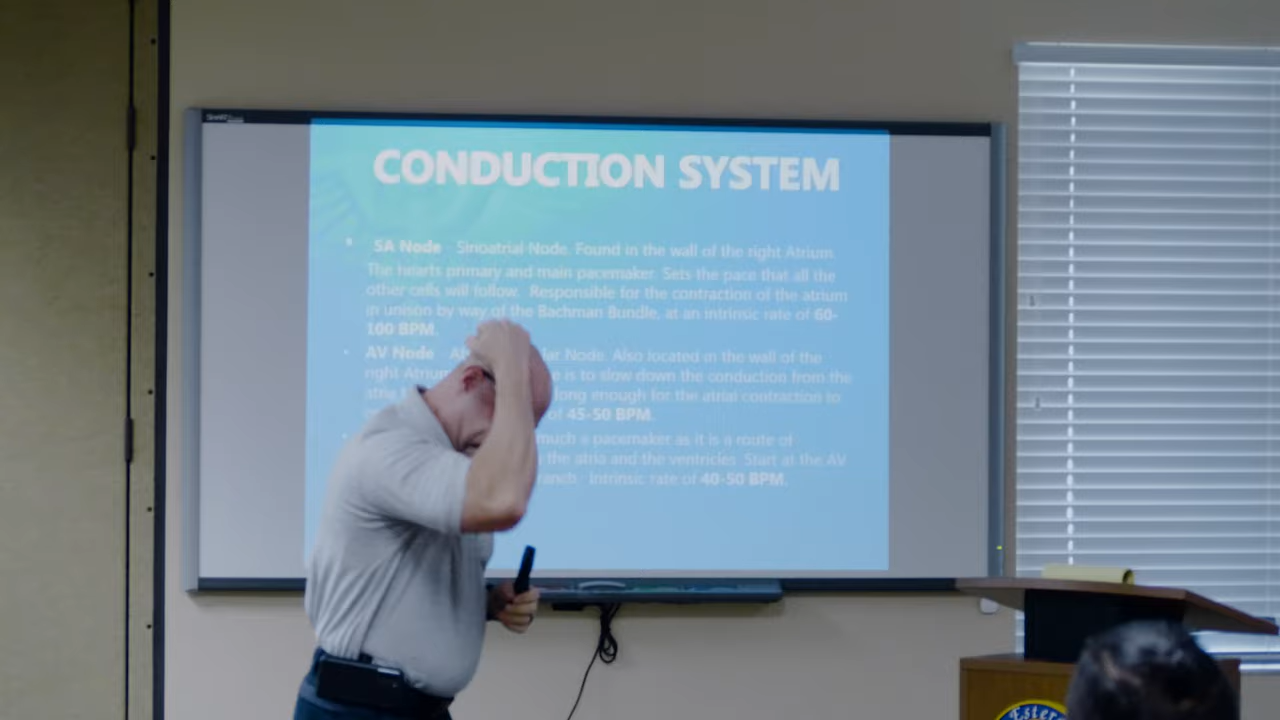 CONDUCTION SYSTEM
SA Node Sinoatrial Node. Found in the wall of the right Atrium.
The hearts primary and main pacemaker. Sets the pace that all the
other cells will follow. Responsible for the contraction of the atrium
in unison by way of the Bachman Bundle, at an intrinsic rate of 60-
100 BPM.
AV Node Node. Also located in the wall of the
right is to slow down the conduction from the
long enough for the atrial contraction to
of 45-50 BPM.
much a pacemaker as it is a route of
the atria and the ventricles. Start at the AV
Intrinsic rate of 40-50 BPM.